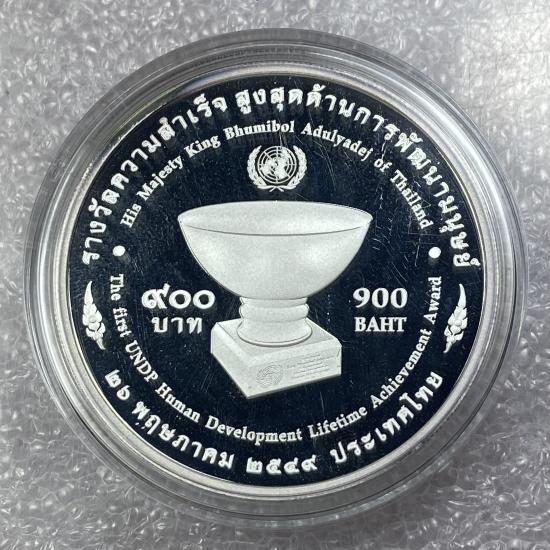 รางวัลความสำเร็จ สูงสุดด้านการพัฒนามนุษย์
His Majesty King Bhumibol Adulyadej of Thailand
๙๐๐
บาท
900
BAHT
The first UNDP Human Development Lifetime Achievement Award
๒๖ พฤษภาคม ๒๕๔๙ ประเทศไทย